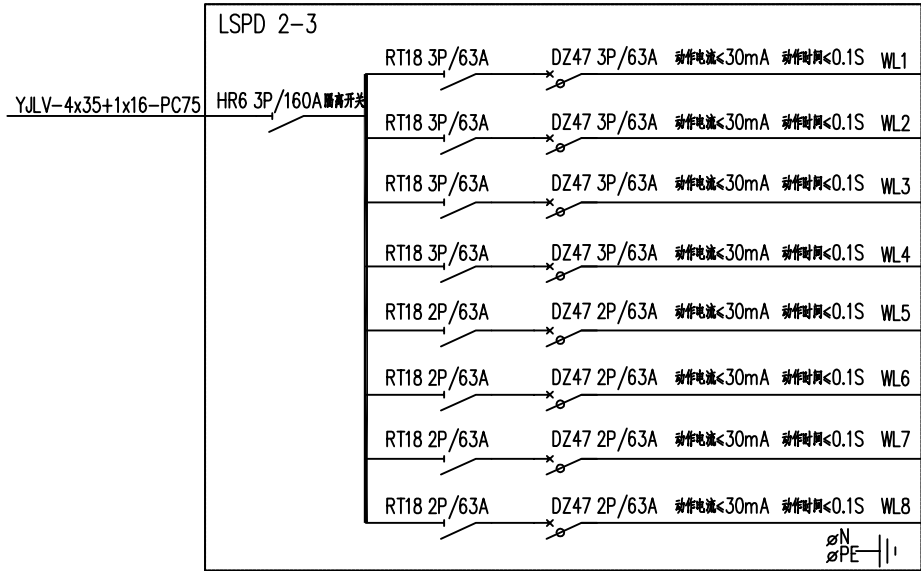 LSPD 2-3
RT18 3P/63A DZ47 3P/63A 动作电流<30mA 动作时间<0.1S WL1
YJLV-4x35+1x16-PC75 HR6 3P/160A隔离开关
RT18 3P/63A DZ47 3P/63A 动作电流<30mA 动作时间<0.1S WL2
RT18 3P/63A DZ47 3P/63A 动作电流<30mA 动作时间<0.1S WL3
RT18 3P/63A DZ47 3P/63A 动作电流<30mA 动作时间<0.1S WL4
RT18 2P/63A DZ47 2P/63A 动作电流<30mA 动作时间<0.1S WL5
RT18 2P/63A DZ47 2P/63A 动作电流<30mA 动作时间<0.1S WL6
RT18 2P/63A DZ47 2P/63A 动作电流<30mA 动作时间<0.1S WL7
RT18 2P/63A DZ47 2P/63A 动作电流<30mA 动作时间<0.1S WL8
N
PE